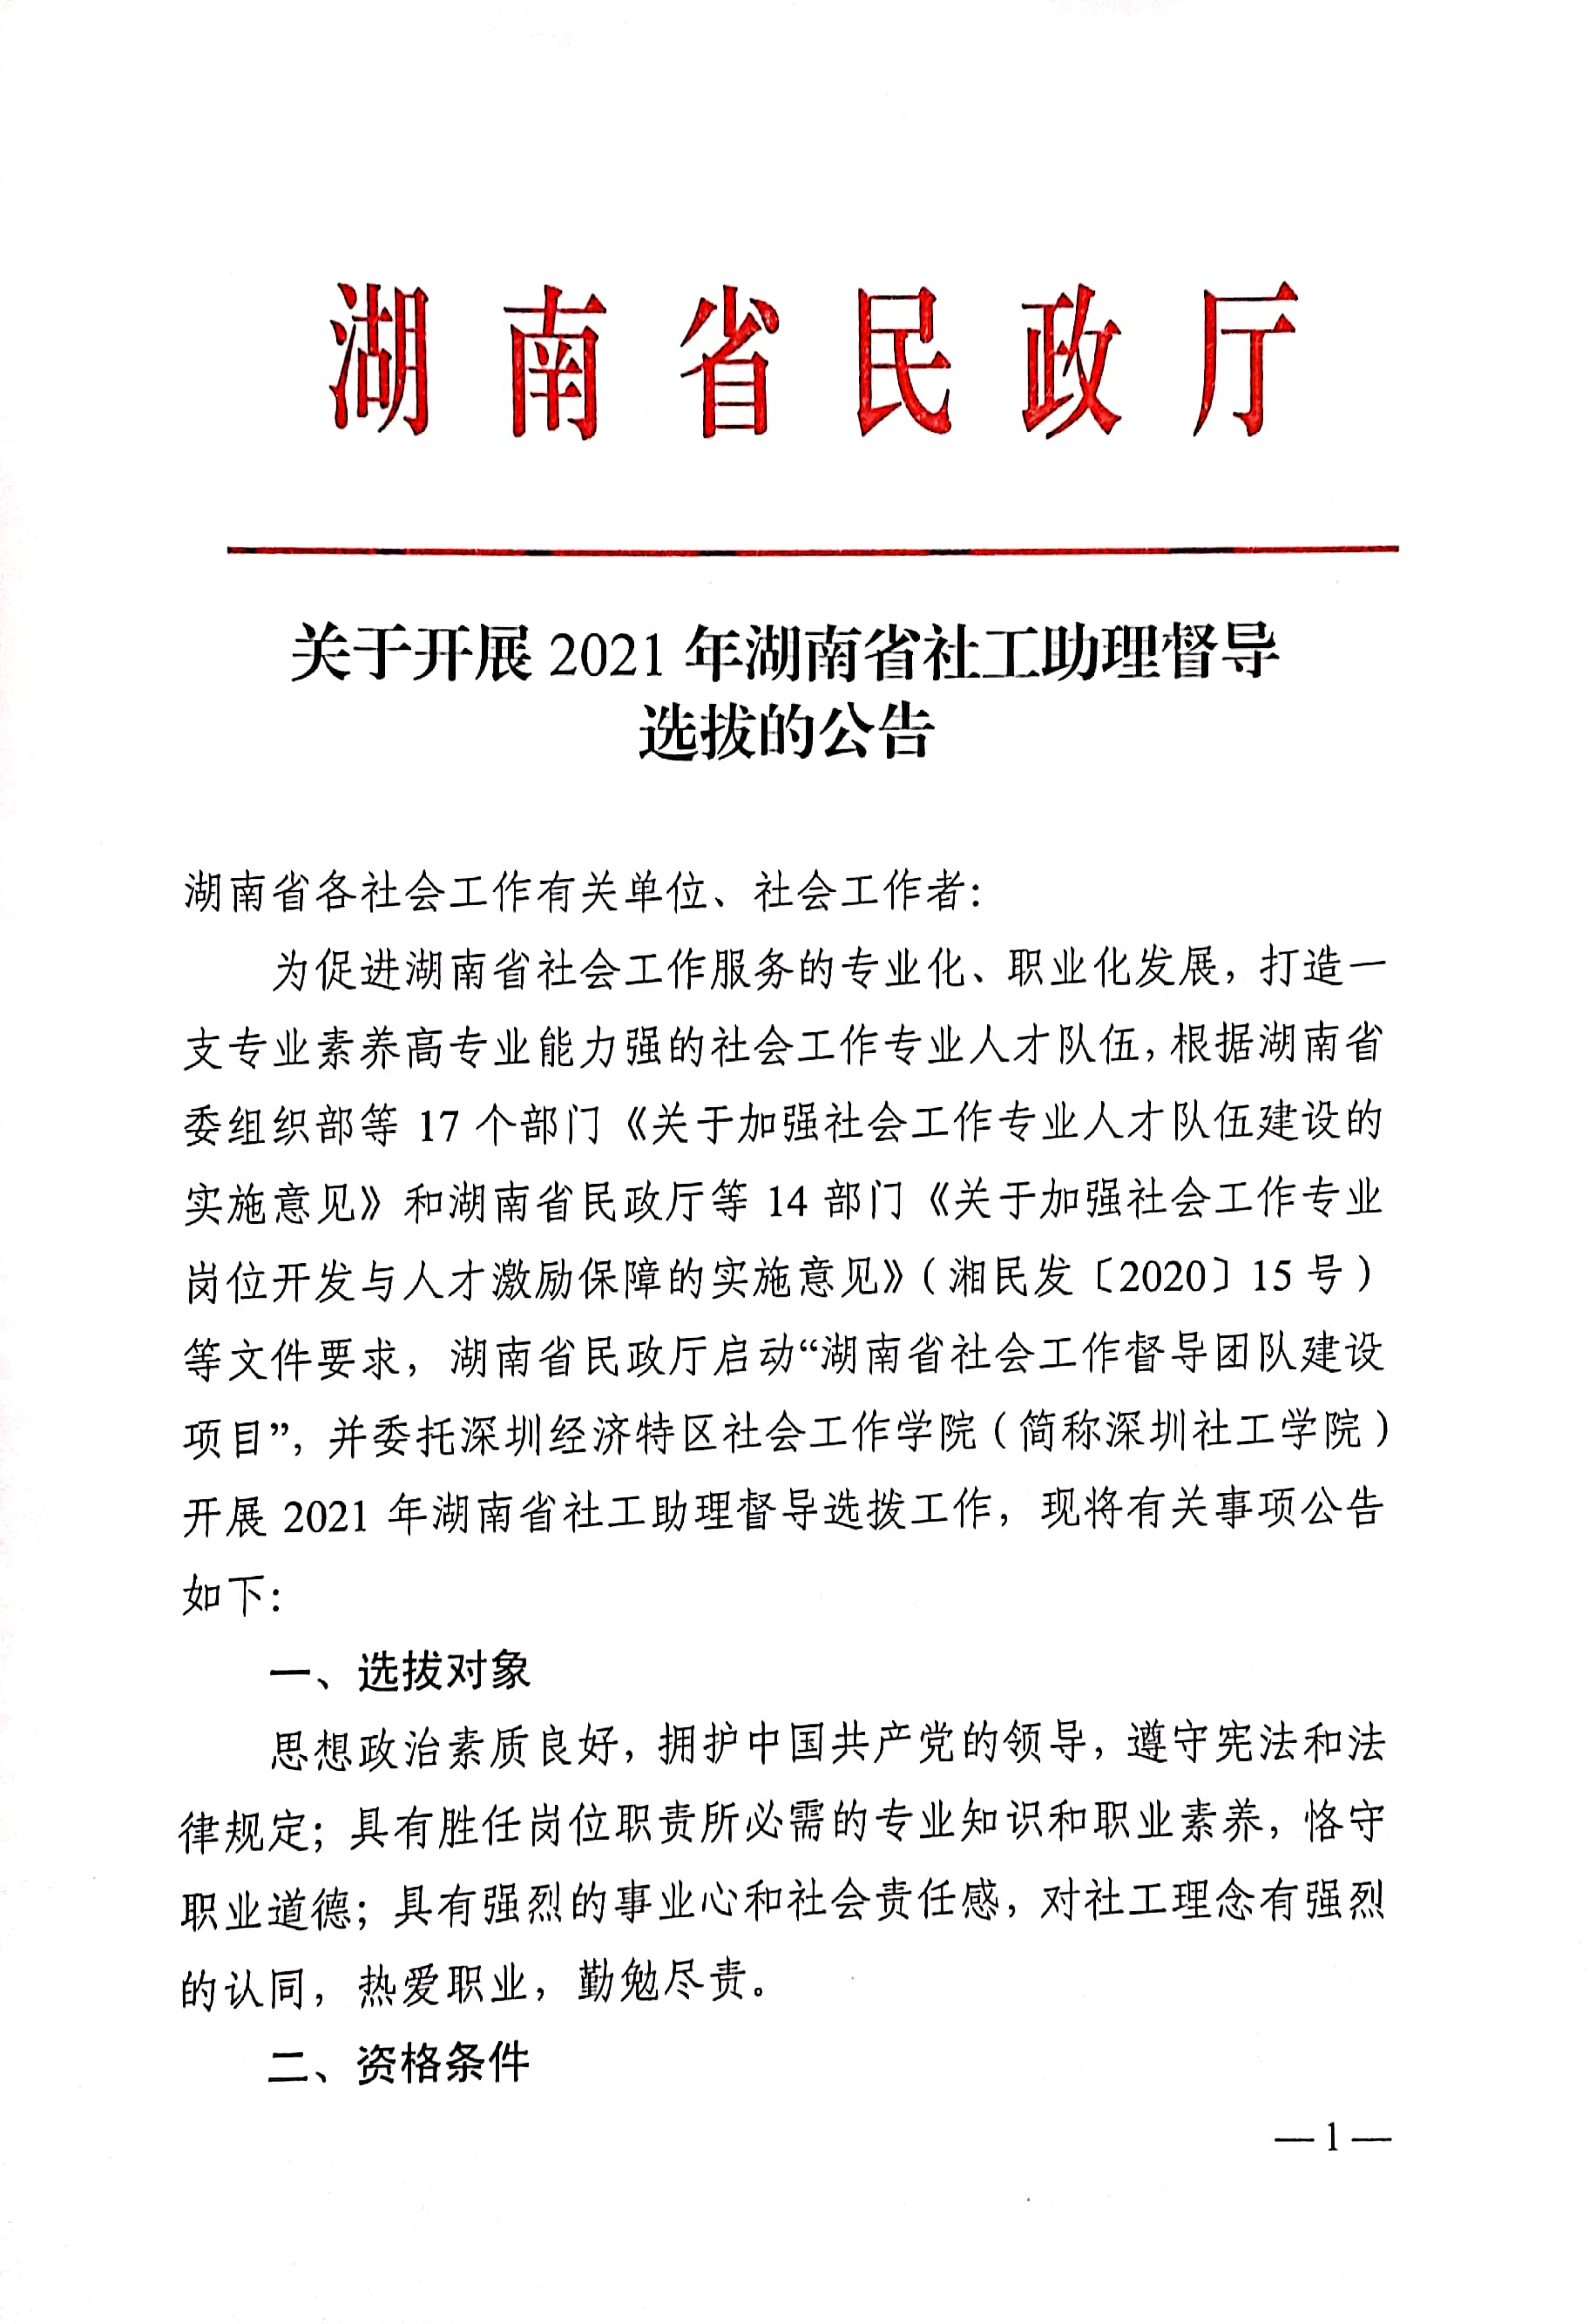 湖南省民政厅
关于开展 2021 年湖南省社工助理督导
选拔的公告
湖南省各社会工作有关单位、社会工作者：
为促进湖南省社会工作服务的专业化、职业化发展，打造一
支专业素养高专业能力强的社会工作专业人才队伍，根据湖南省
委组织部等 17 个部门《关于加强社会工作专业人才队伍建设的
实施意见》和湖南省民政厅等 14 部门《关于加强社会工作专业
岗位开发与人才激励保障的实施意见》（湘民发〔2020〕15 号）
等文件要求，湖南省民政厅启动“湖南省社会工作督导团队建设
项目”，并委托深圳经济特区社会工作学院（简称深圳社工学院）
开展 2021 年湖南省社工助理督导选拨工作，现将有关事项公告
如下：
一、选拔对象
思想政治素质良好，拥护中国共产党的领导，遵守宪法和法
律规定；具有胜任岗位职责所必需的专业知识和职业素养，恪守
职业道德；具有强烈的事业心和社会责任感，对社工理念有强烈
的认同，热爱职业，勤勉尽责。
二、资格条件
— 1 —